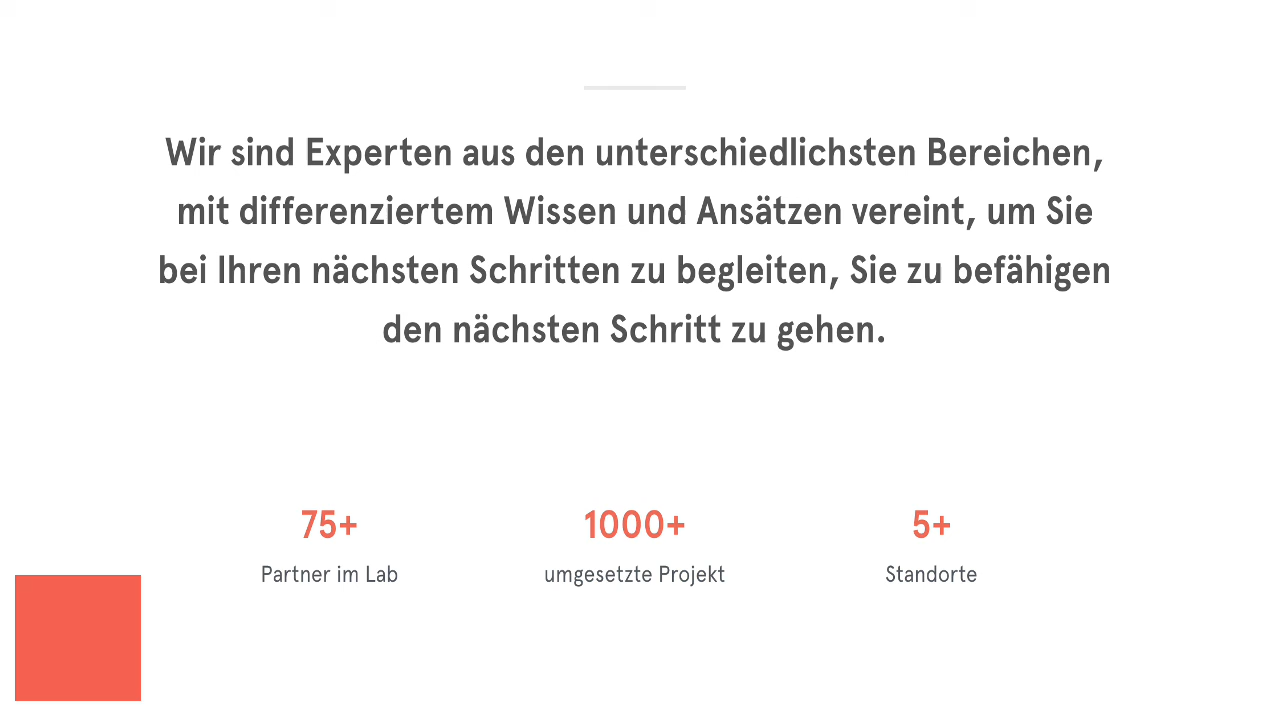 Wir sind Experten aus den unterschiedlichsten Bereichen,
mit differenziertem Wissen und Ansätzen vereint, um Sie
bei Ihren nächsten Schritten zu begleiten, Sie zu befähigen
den nächsten Schritt zu gehen.
75+
1000+
5+
Partner im Lab
umgesetzte Projekt
Standorte